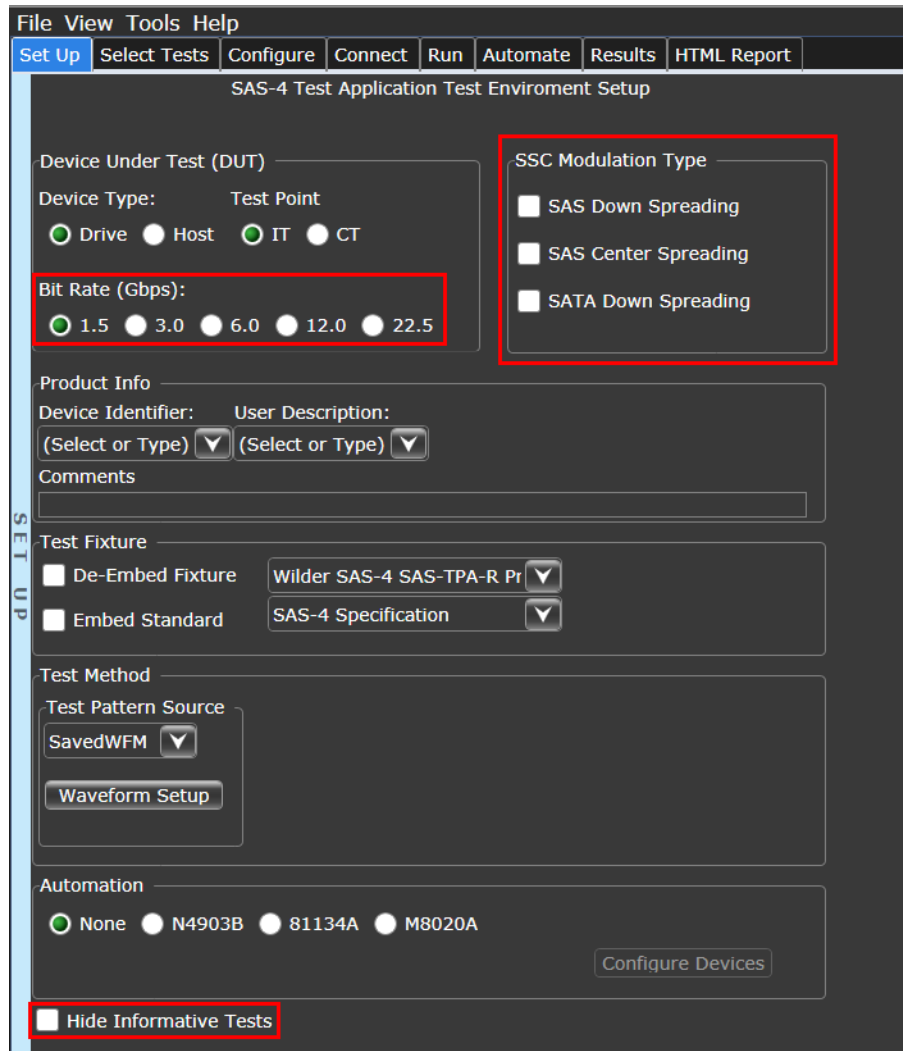 File View Tools Help
Set Up Select Tests Configure Connect Run Automate Results HTML Report
SAS-4 Test Application Test Enviroment Setup
Device Under Test (DUT)
Device Type: Test Point
Drive Host IT CT
Bit Rate (Gbps):
1.5 3.0 6.0 12.0 22.5
SSC Modulation Type
SAS Down Spreading
SAS Center Spreading
SATA Down Spreading
Product Info
Device Identifier: User Description:
(Select or Type) (Select or Type)
Comments
SET UP
Test Fixture
De-Embed Fixture Wilder SAS-4 SAS-TPA-R Pr
Embed Standard SAS-4 Specification
Test Method
Test Pattern Source
SavedWFM
Waveform Setup
Automation
None N4903B 81134A M8020A
Configure Devices
Hide Informative Tests